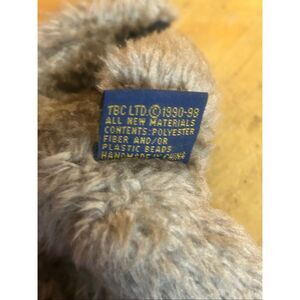 TBC LTD. © 1990-98
ALL NEW MATERIALS
CONTENTS: POLYESTER
FIBER AND/OR
PLASTIC BEADS
HANDMADE IN CHINA